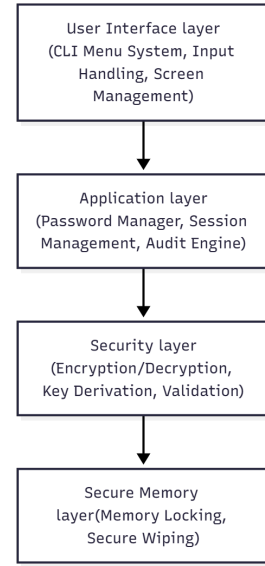 User Interface layer
(CLI Menu System, Input
Handling, Screen
Management)
Application layer
(Password Manager, Session
Management, Audit Engine)
Security layer
(Encryption/Decryption,
Key Derivation, Validation)
Secure Memory
layer(Memory Locking,
Secure Wiping)